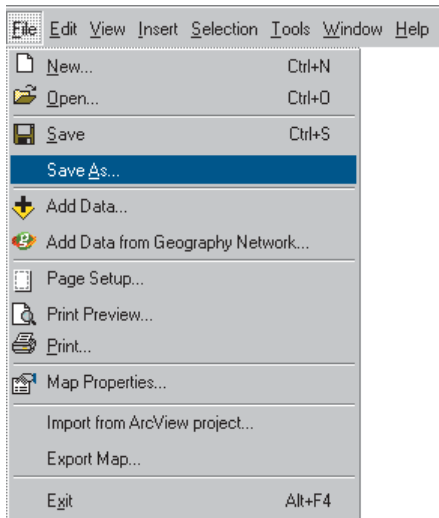 File Edit View Insert Selection Tools Window Help
New... Ctrl+N
Open... Ctrl+O
Save Ctrl+S
Save As...
Add Data...
Add Data from Geography Network...
Page Setup...
Print Preview...
Print...
Map Properties...
Import from ArcView project...
Export Map...
Exit Alt+F4